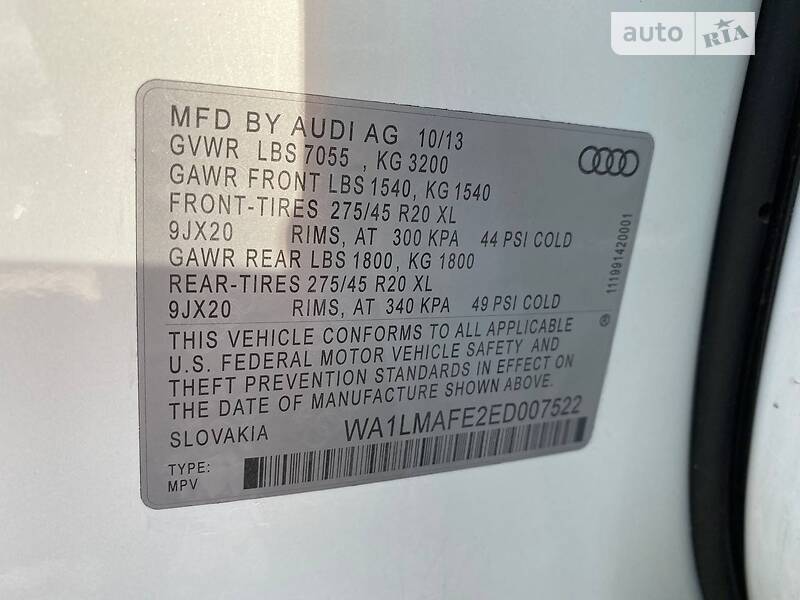 auto RIA
MFD BY AUDI AG 10/13
GVWR LBS 7055 , KG 3200
GAWR FRONT LBS 1540, KG 1540
FRONT-TIRES 275/45 R20 XL
9JX20 RIMS, AT 300 KPA 44 PSI COLD
GAWR REAR LBS 1800, KG 1800
REAR-TIRES 275/45 R20 XL
9JX20 RIMS, AT 340 KPA 49 PSI COLD
THIS VEHICLE CONFORMS TO ALL APPLICABLE
U.S. FEDERAL MOTOR VEHICLE SAFETY AND
THEFT PREVENTION STANDARDS IN EFFECT ON
THE DATE OF MANUFACTURE SHOWN ABOVE.
SLOVAKIA WA1LMAFE2ED007522
TYPE:
MPV
111991420001
®